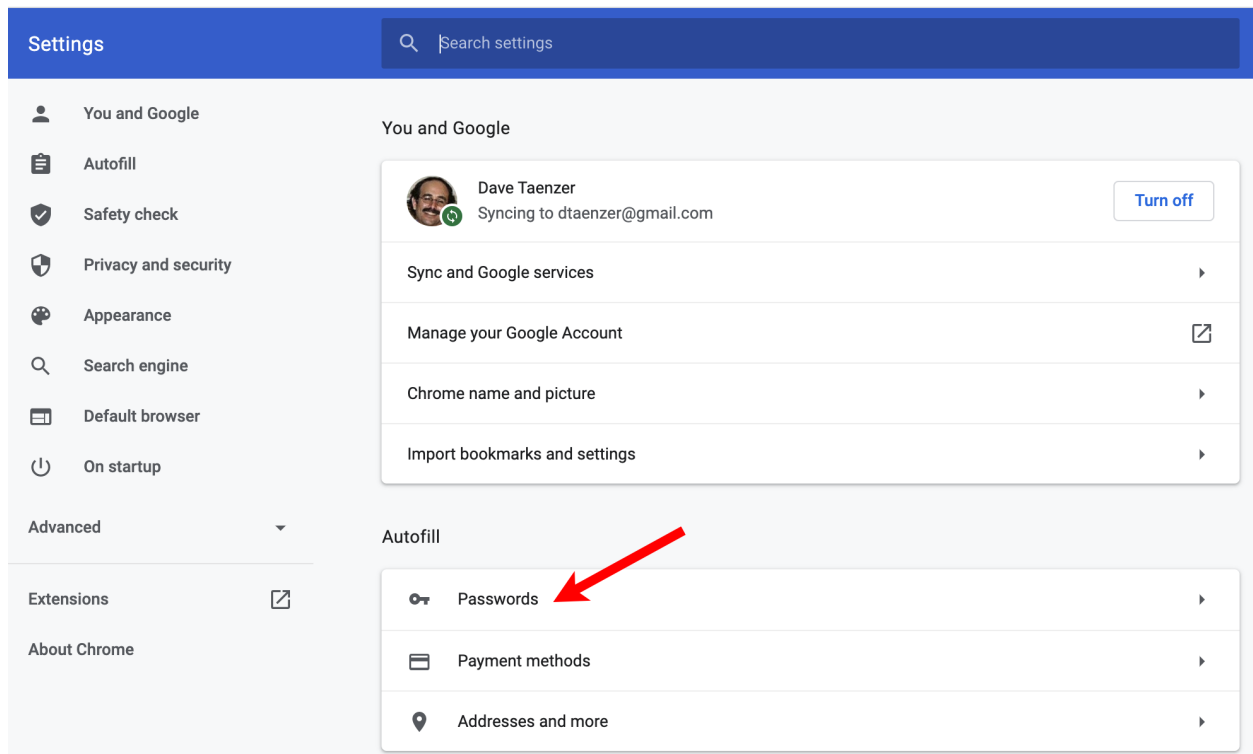 Settings
Search settings
You and Google
Autofill
Safety check
Privacy and security
Appearance
Search engine
Default browser
On startup
Advanced
Extensions
About Chrome
You and Google
Dave Taenzer
Syncing to dtaenzer@gmail.com
Turn off
Sync and Google services
Manage your Google Account
Chrome name and picture
Import bookmarks and settings
Autofill
Passwords
Payment methods
Addresses and more